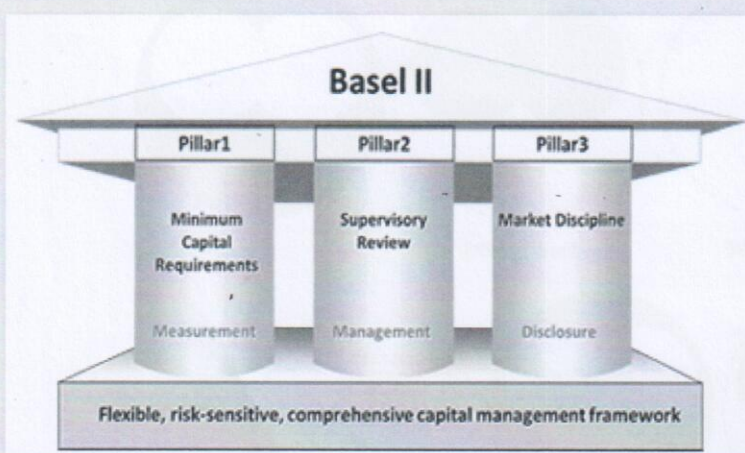 Basel II
Pillar1
Pillar2
Pillar3
Minimum
Capital
Requirements
Supervisory
Review
Market Discipline
Measurement
Management
Disclosure
Flexible, risk-sensitive, comprehensive capital management framework